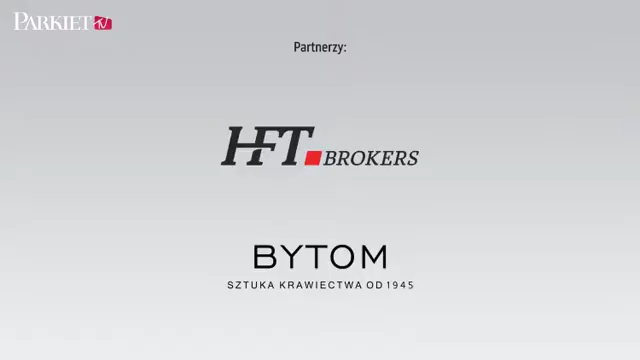 PARKIET TV
Partnerzy:
HFT BROKERS
BYTOM
SZTUKA KRAWIECTWA OD 1945